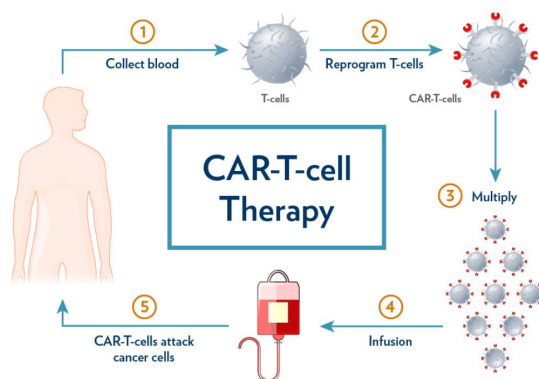 1
Collect blood
T-cells
2
Reprogram T-cells
CAR-T-cells
CAR-T-cell
Therapy
3
Multiply
4
Infusion
5
CAR-T-cells attack
cancer cells